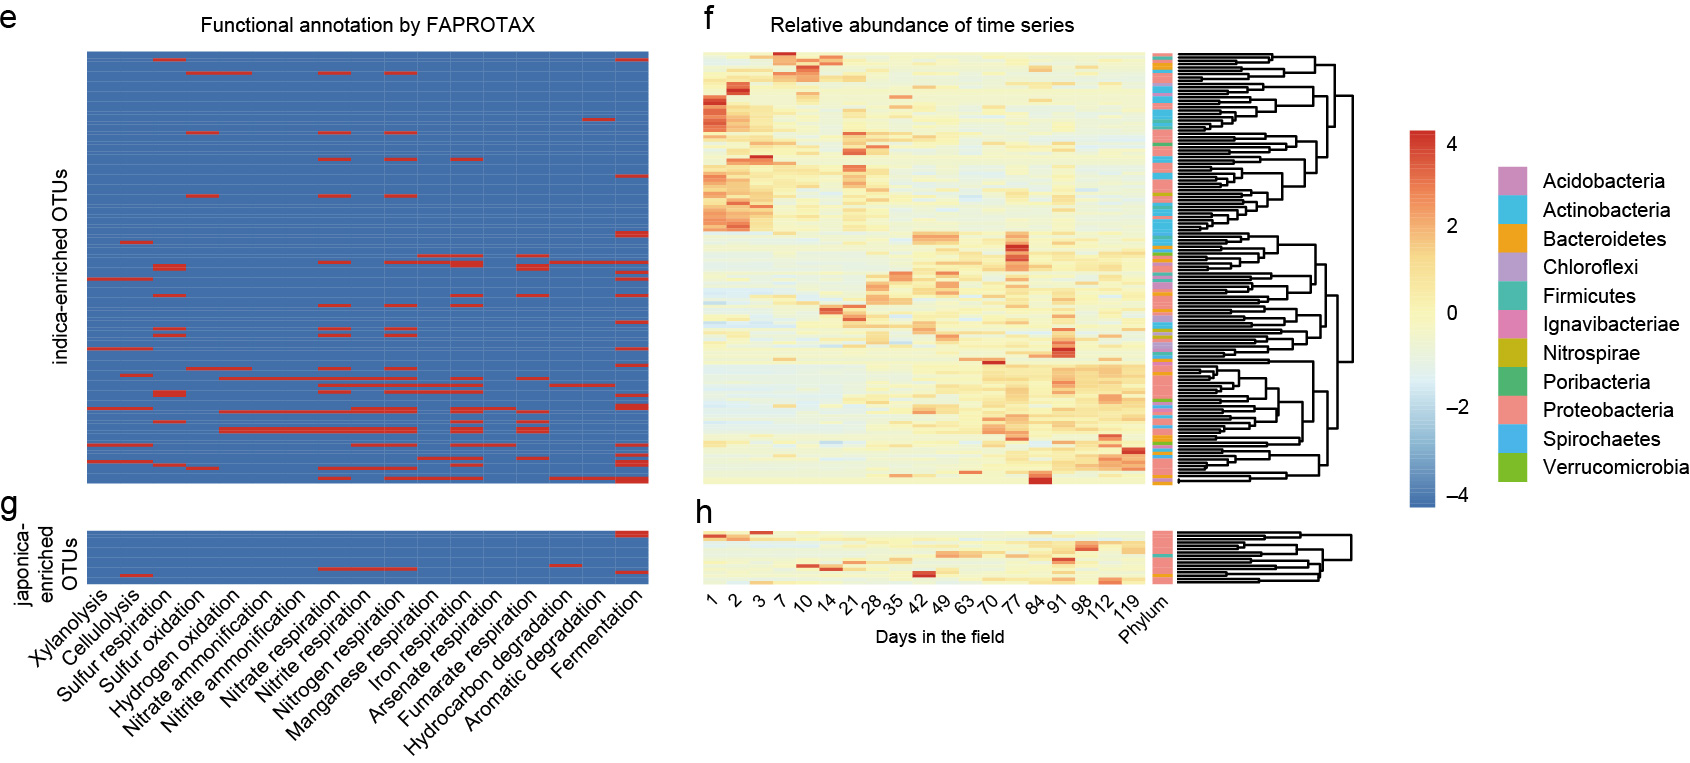 e
Functional annotation by FAPROTAX
indica-enriched OTUs
f
Relative abundance of time series
4
2
0
–2
–4
Acidobacteria
Actinobacteria
Bacteroidetes
Chloroflexi
Firmicutes
Ignavibacteriae
Nitrospirae
Poribacteria
Proteobacteria
Spirochaetes
Verrucomicrobia
g
japonica-
enriched
OTUs
Xylanolysis
Cellulolysis
Sulfur respiration
Sulfur oxidation
Hydrogen oxidation
Nitrate ammonification
Nitrite ammonification
Nitrate respiration
Nitrite respiration
Nitrogen respiration
Manganese respiration
Iron respiration
Arsenate respiration
Fumarate respiration
Hydrocarbon degradation
Aromatic degradation
Fermentation
h
1 2 3 7 10 14 21 28 35 42 49 63 70 77 84 91 98 112 119 Phylum
Days in the field